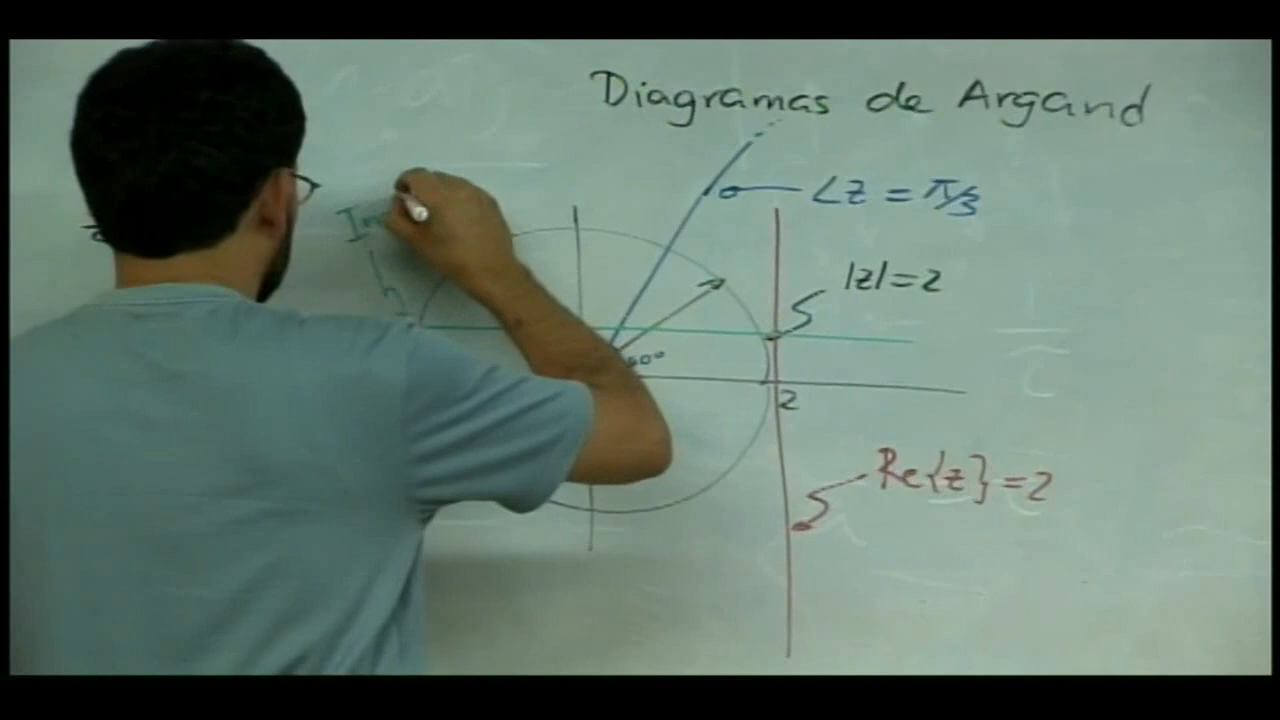 Diagramas de Argand
∠z = π/3
|z|=2
60°
2
Re{z}=2